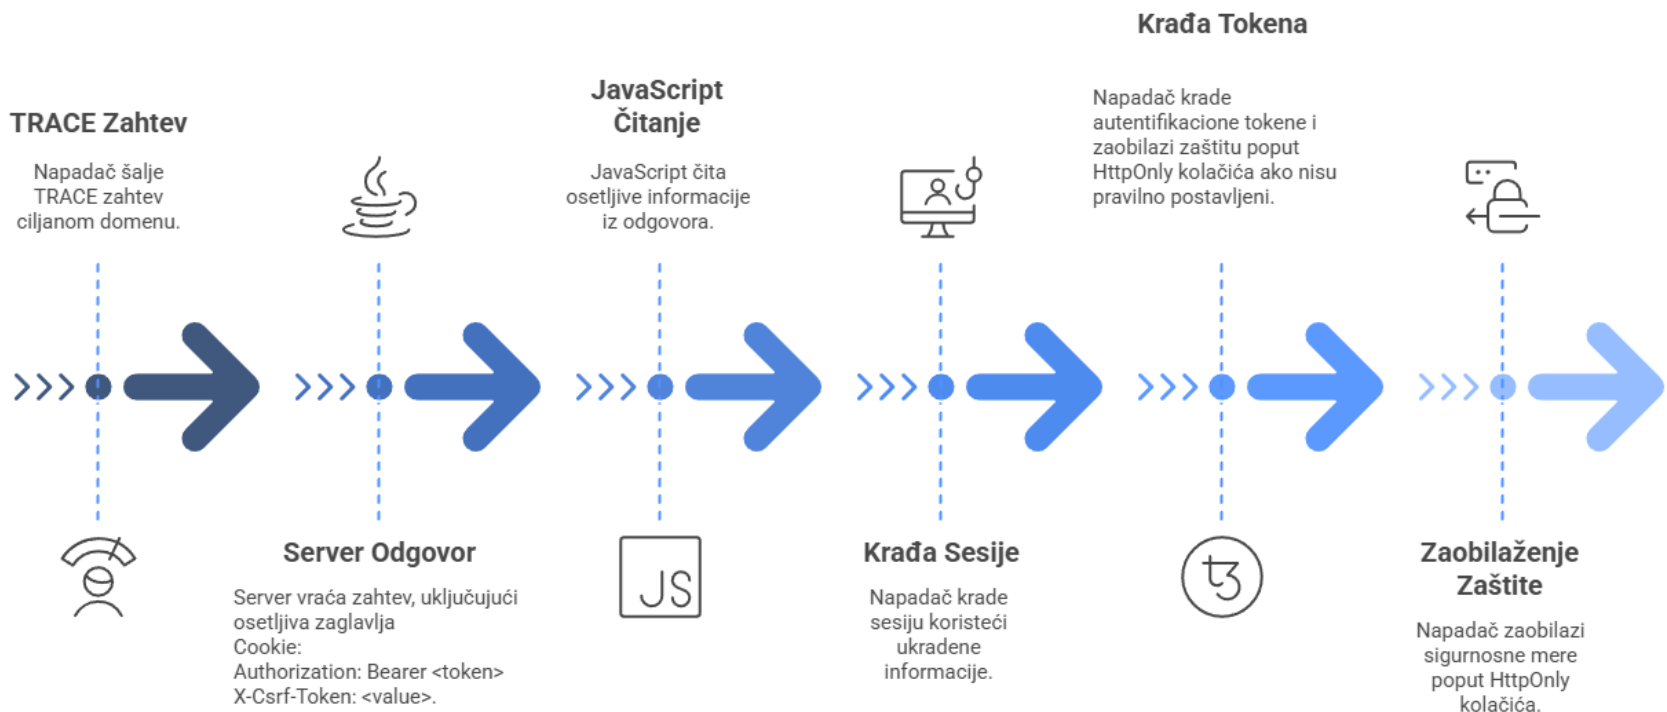 TRACE Zahtev
Napadač šalje
TRACE zahtev
ciljanom domenu.
Server Odgovor
Server vraća zahtev, uključujući
osetljiva zaglavlja
Cookie:
Authorization: Bearer <token>
X-Csrf-Token: <value>.
JavaScript
Čitanje
JavaScript čita
osetljive informacije
iz odgovora.
JS
Krađa Sesije
Napadač krade
sesiju koristeći
ukradene
informacije.
Krađa Tokena
Napadač krade
autentifikacione tokene i
zaobilazi zaštitu poput
HttpOnly kolačića ako nisu
pravilno postavljeni.
Zaobilaženje
Zaštite
Napadač zaobilazi
sigurnosne mere
poput HttpOnly
kolačića.